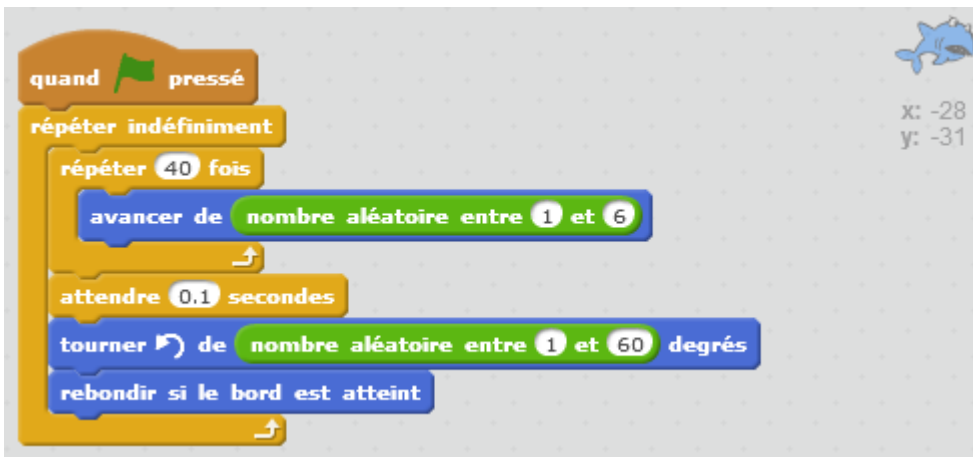 quand pressé
répéter indéfiniment
répéter 40 fois
avancer de nombre aléatoire entre 1 et 6
attendre 0.1 secondes
tourner de nombre aléatoire entre 1 et 60 degrés
rebondir si le bord est atteint
x: -28
y: -31